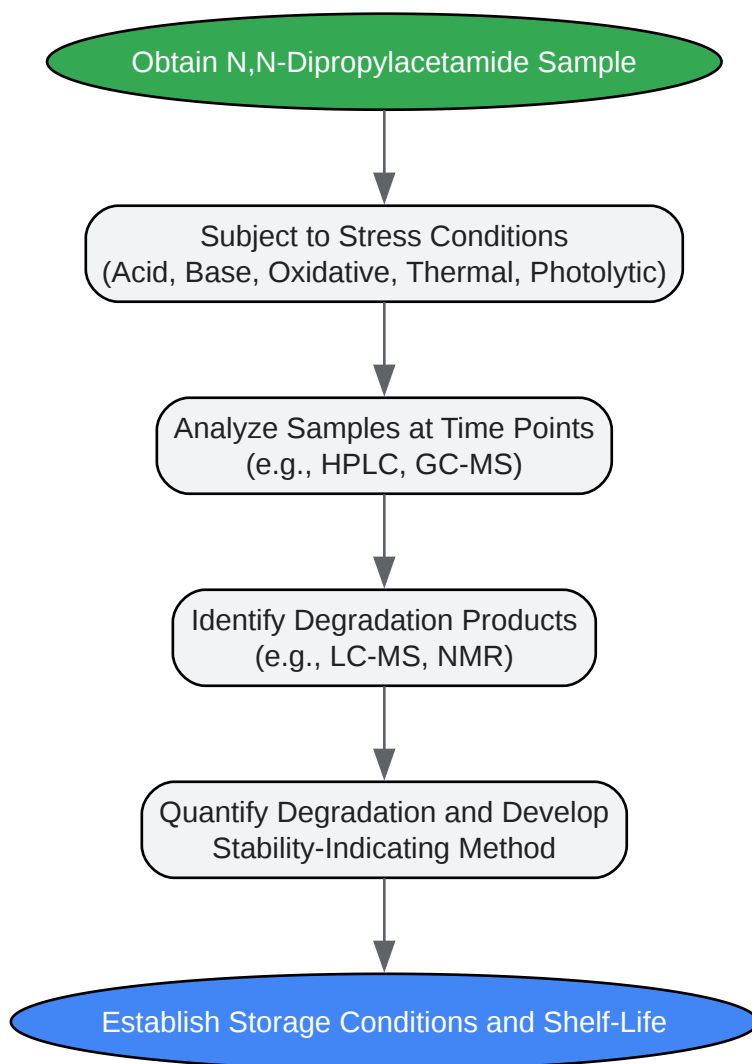 Obtain N,N-Dipropylacetamide Sample
Subject to Stress Conditions
(Acid, Base, Oxidative, Thermal, Photolytic)
Analyze Samples at Time Points
(e.g., HPLC, GC-MS)
Identify Degradation Products
(e.g., LC-MS, NMR)
Quantify Degradation and Develop
Stability-Indicating Method
Establish Storage Conditions and Shelf-Life